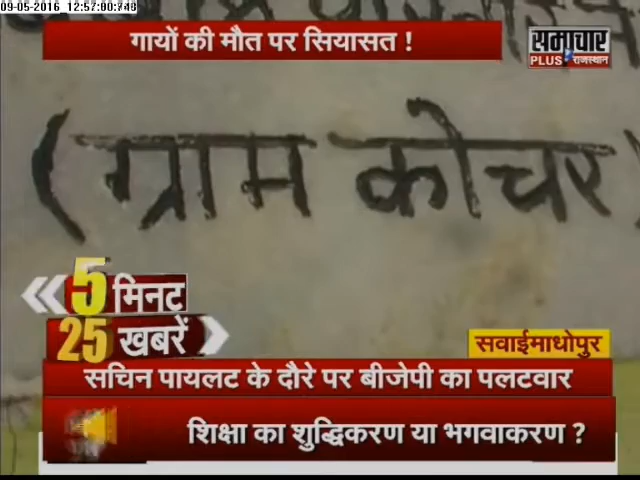 09-05-2016 12:57:00:748
गायों की मौत पर सियासत !
समाचार
PLUS राजस्थान
(ग्राम कोचर)
5 मिनट
25 खबरें
सवाईमाधोपुर
सचिन पायलट के दौरे पर बीजेपी का पलटवार
शिक्षा का शुद्धिकरण या भगवाकरण ?